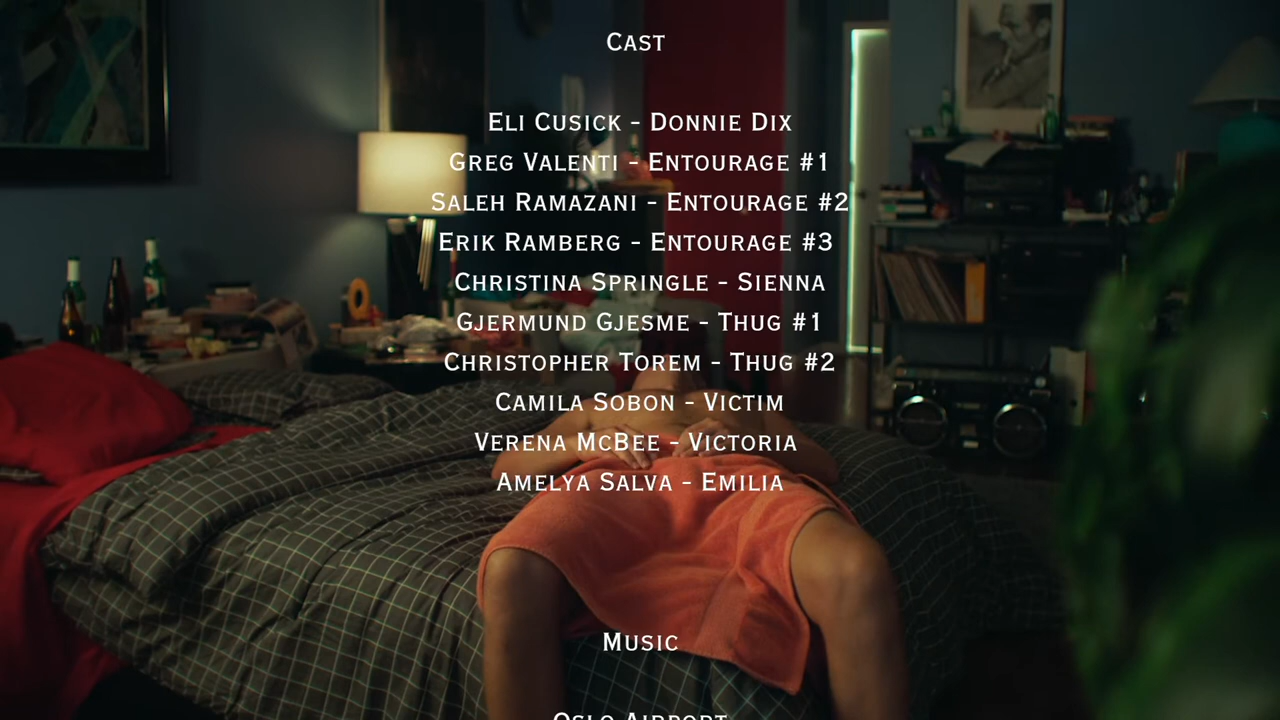 Cast
Eli Cusick - Donnie Dix
Greg Valenti - Entourage #1
Saleh Ramazani - Entourage #2
Erik Ramberg - Entourage #3
Christina Springle - Sienna
Gjermund Gjesme - Thug #1
Christopher Torem - Thug #2
Camila Sobon - Victim
Verena McBee - Victoria
Amelya Salva - Emilia
Music
Oslo Airport